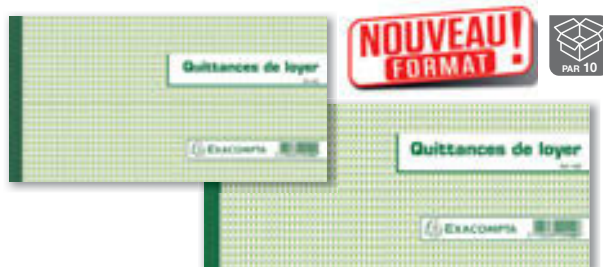 Quittances de loyer
EXACOMPTA
NOUVEAU!
FORMAT
PAR 10
Quittances de loyer
EXACOMPTA